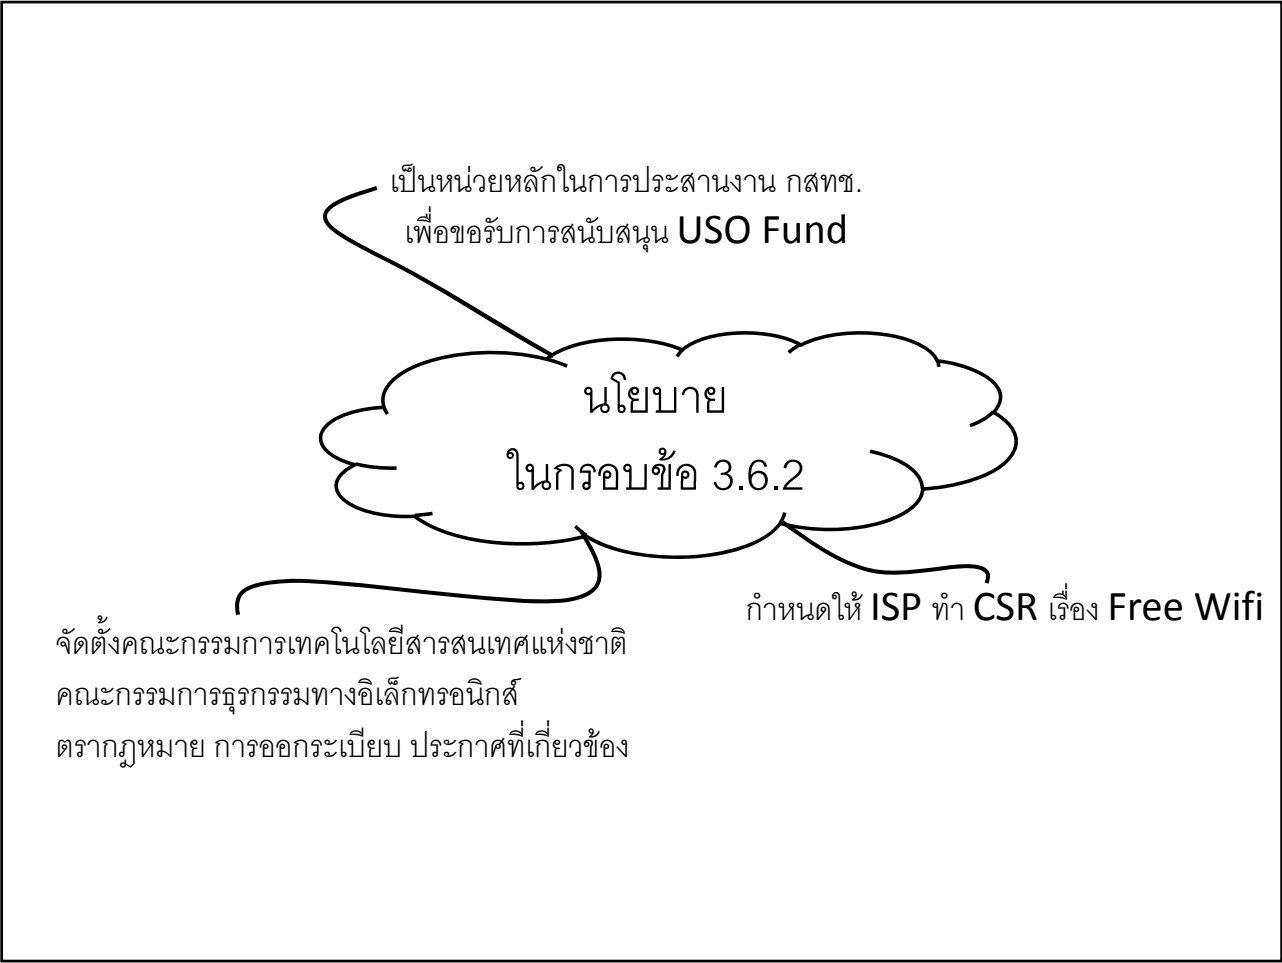 เป็นหน่วยหลักในการประสานงาน กสทช.
เพื่อขอรับการสนับสนุน USO Fund
นโยบาย
ในกรอบข้อ 3.6.2
กำหนดให้ ISP ทำ CSR เรื่อง Free Wifi
จัดตั้งคณะกรรมการเทคโนโลยีสารสนเทศแห่งชาติ
คณะกรรมการธุรกรรมทางอิเล็กทรอนิกส์
ตรากฎหมาย การออกระเบียบ ประกาศที่เกี่ยวข้อง